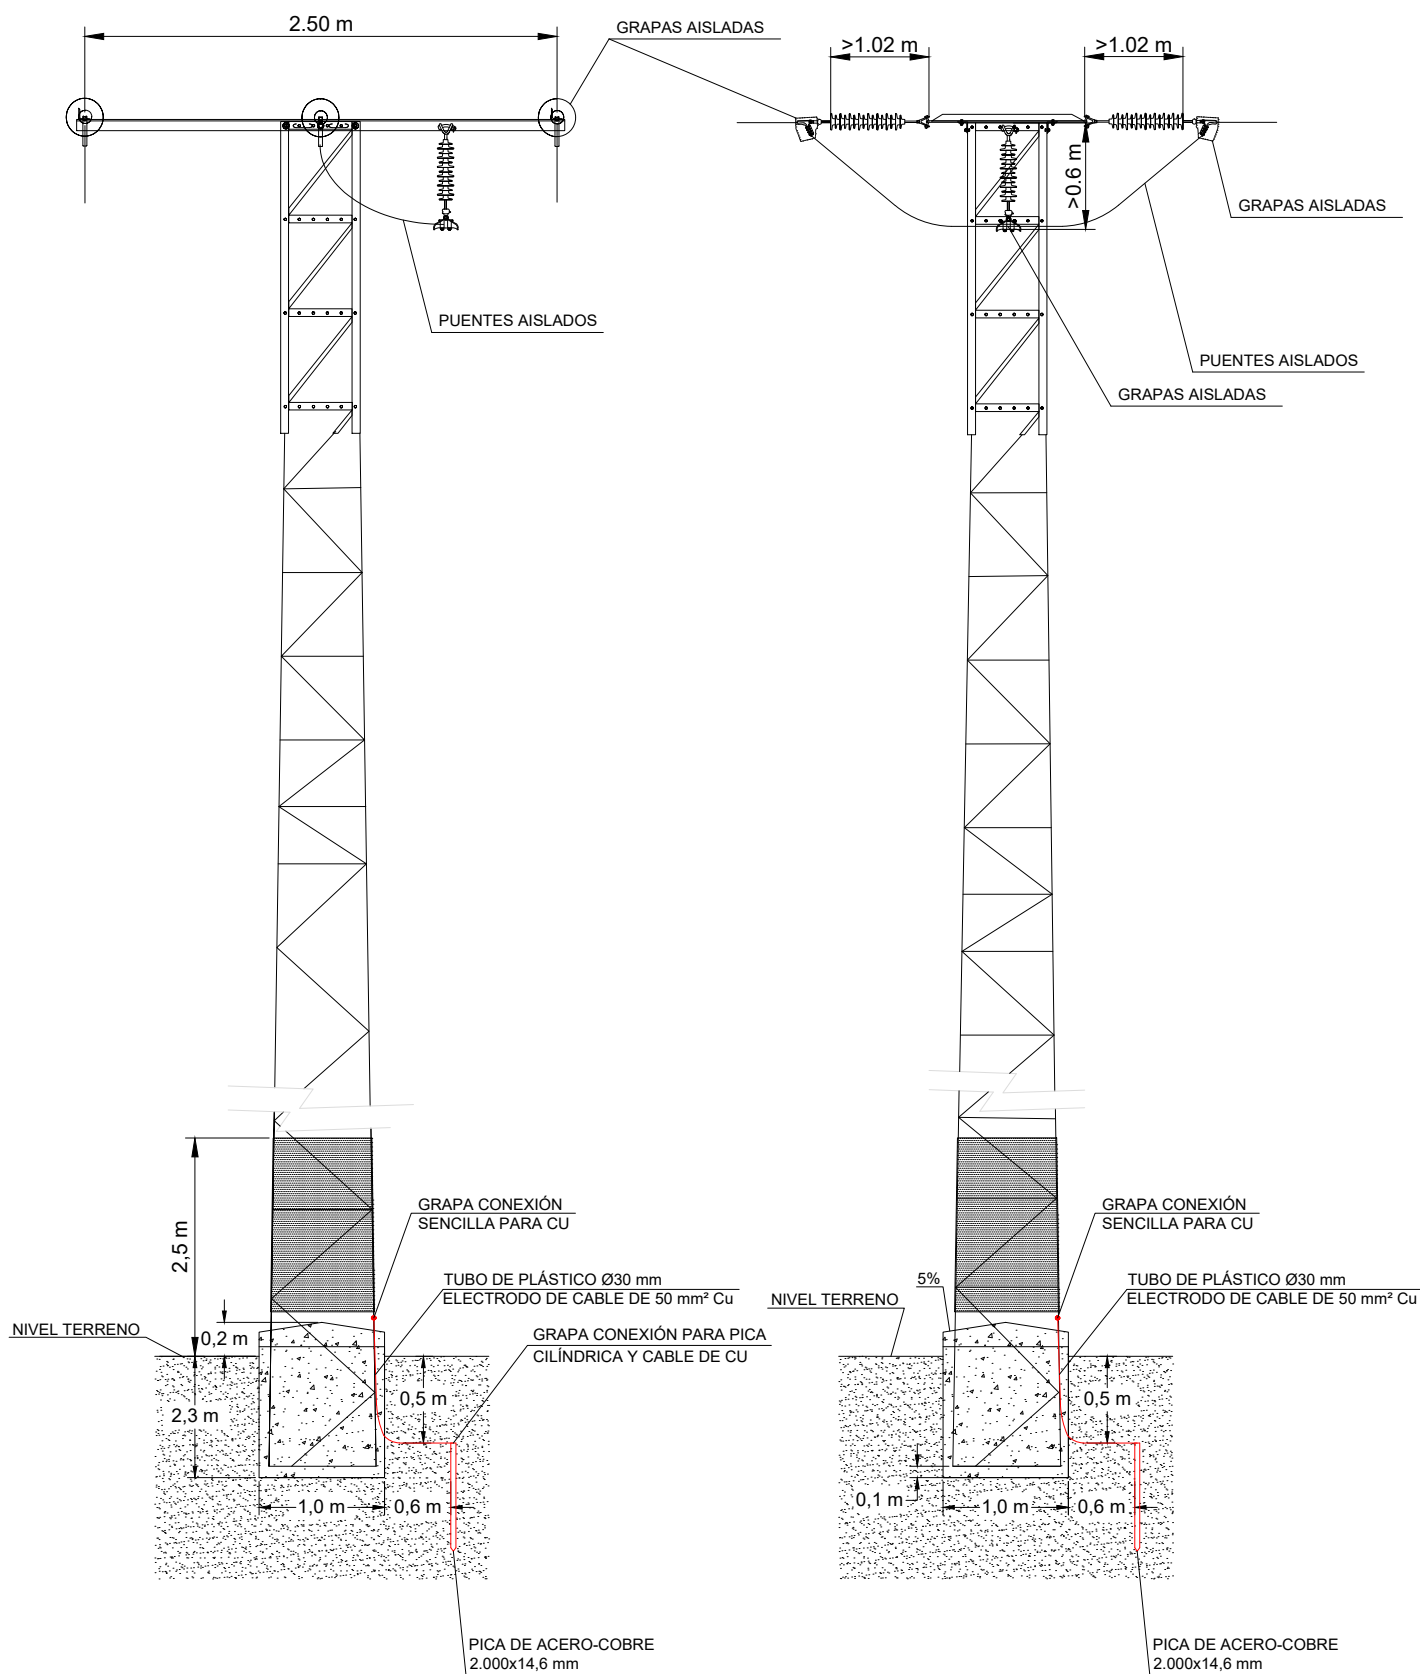 2.50 m
GRAPAS AISLADAS
>1.02 m
>1.02 m
>0.6 m
GRAPAS AISLADAS
PUENTES AISLADOS
PUENTES AISLADOS
GRAPAS AISLADAS
2,5 m
GRAPA CONEXIÓN
SENCILLA PARA CU
TUBO DE PLÁSTICO Ø30 mm
ELECTRODO DE CABLE DE 50 mm² Cu
NIVEL TERRENO
0,2 m
GRAPA CONEXIÓN PARA PICA
CILÍNDRICA Y CABLE DE CU
2,3 m
0,5 m
1,0 m
0,6 m
PICA DE ACERO-COBRE
2.000x14,6 mm
GRAPA CONEXIÓN
SENCILLA PARA CU
5%
TUBO DE PLÁSTICO Ø30 mm
ELECTRODO DE CABLE DE 50 mm² Cu
NIVEL TERRENO
0,5 m
0,1 m
1,0 m
0,6 m
PICA DE ACERO-COBRE
2.000x14,6 mm